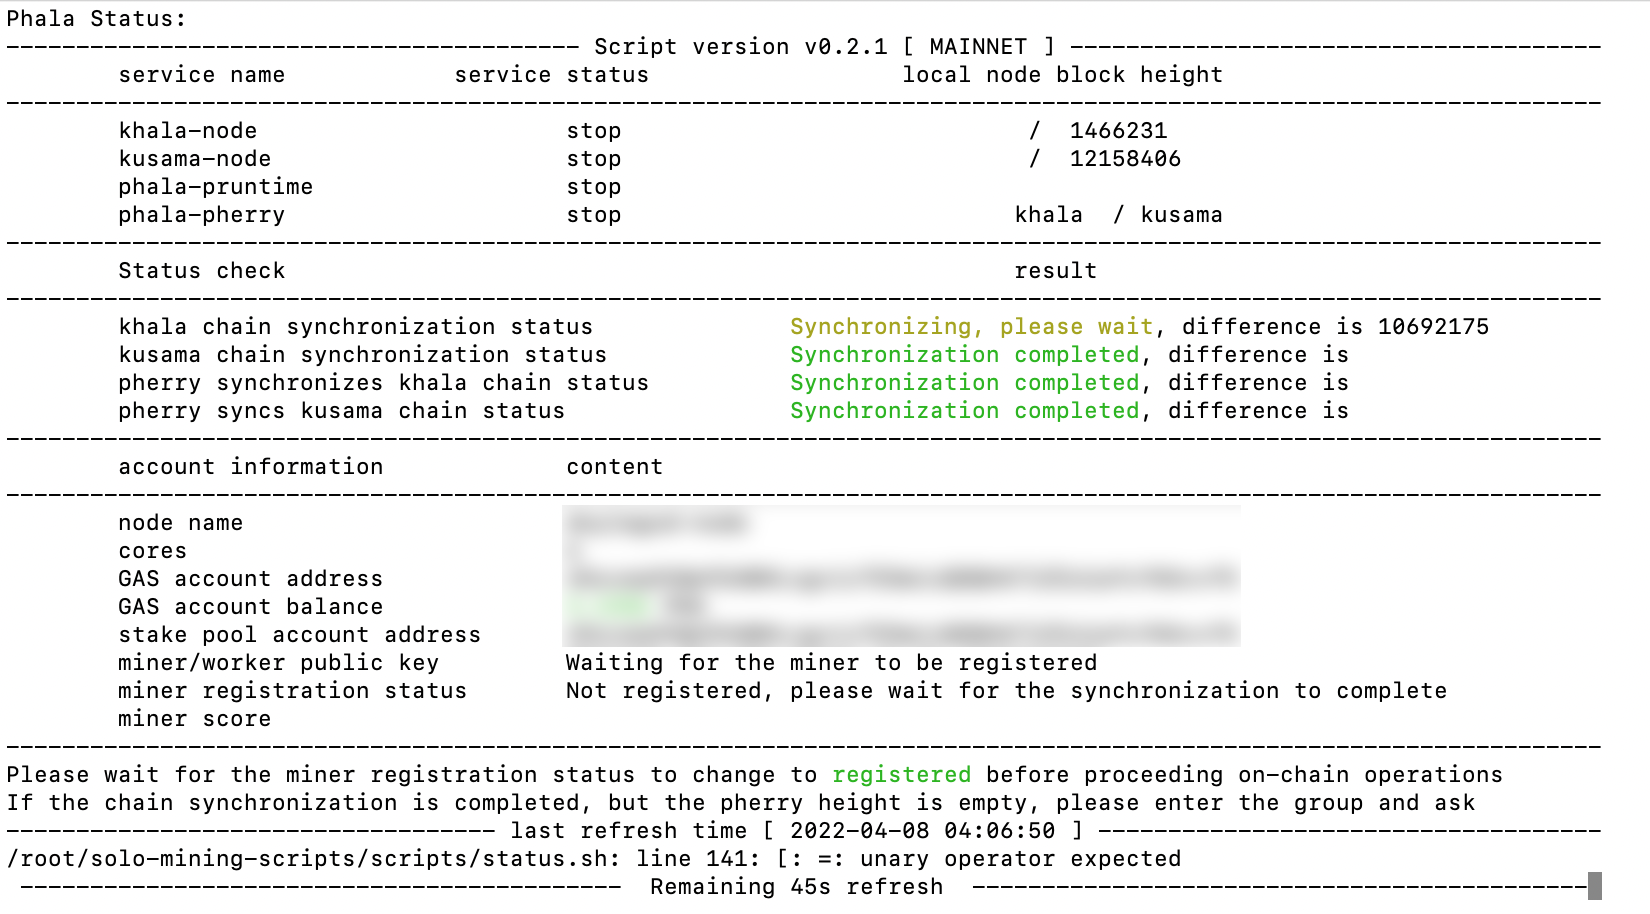 Phala Status:
--------------------------------------- Script version v0.2.1 [ MAINNET ] --------------------------------------
service name service status local node block height
khala-node stop / 1466231
kusama-node stop / 12158406
phala-pruntime stop
phala-pherry stop khala / kusama
Status check result
khala chain synchronization status Synchronizing, please wait, difference is 10692175
kusama chain synchronization status Synchronization completed, difference is
pherry synchronizes khala chain status Synchronization completed, difference is
pherry syncs kusama chain status Synchronization completed, difference is
account information content
node name
cores
GAS account address
GAS account balance
stake pool account address
miner/worker public key Waiting for the miner to be registered
miner registration status Not registered, please wait for the synchronization to complete
miner score
Please wait for the miner registration status to change to registered before proceeding on-chain operations
If the chain synchronization is completed, but the pherry height is empty, please enter the group and ask
----------------------------------- last refresh time [ 2022-04-08 04:06:50 ] ------------------------------------
/root/solo-mining-scripts/scripts/status.sh: line 141: [: =: unary operator expected
------------------------------------------- Remaining 45s refresh --------------------------------------------